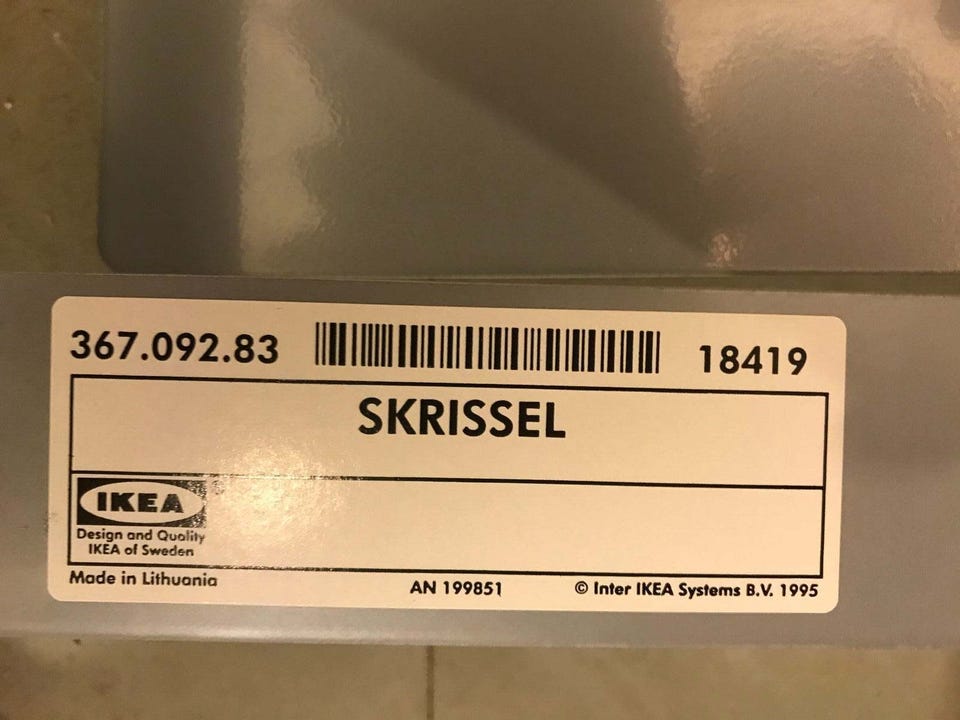 367.092.83 18419
SKRISSEL
IKEA
Design and Quality
IKEA of Sweden
Made in Lithuania AN 199851 © Inter IKEA Systems B.V. 1995